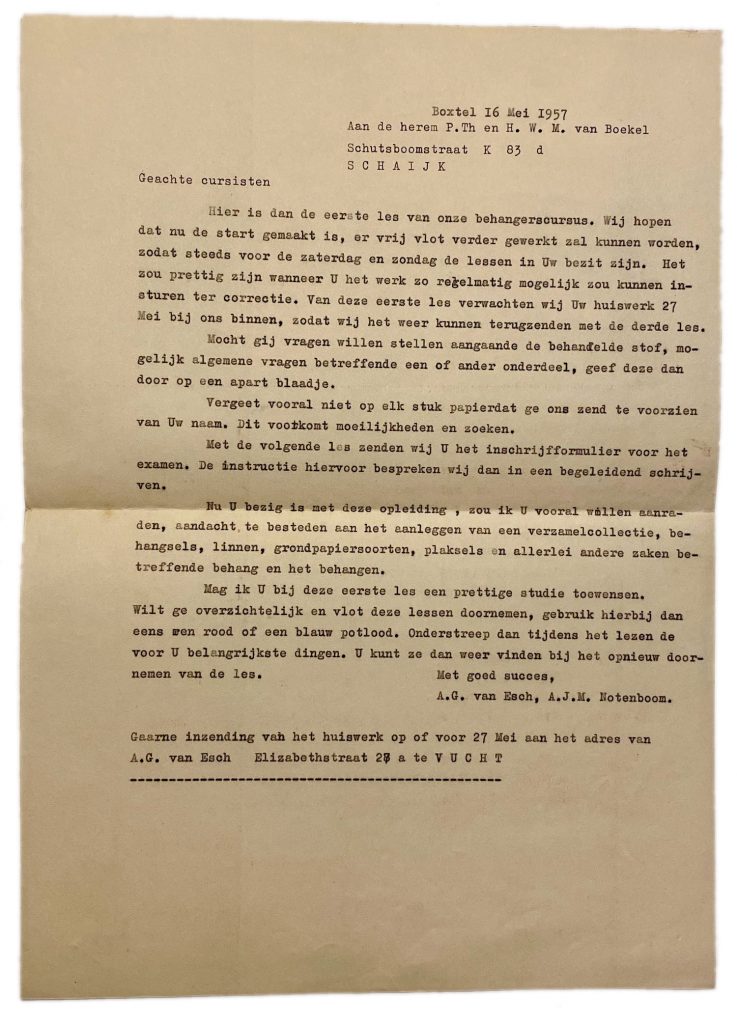 Boxtel 16 Mei 1957
Aan de herem P.Th en H. W. M. van Boekel
Schutsboomstraat K 83 d
S C H A I J K
Geachte cursisten
Hier is dan de eerste les van onze behangerscursus. Wij hopen
dat nu de start gemaakt is, er vrij vlot verder gewerkt zal kunnen worden,
zodat steeds voor de zaterdag en zondag de lessen in Uw bezit zijn. Het
zou prettig zijn wanneer U het werk zo regelmatig mogelijk zou kunnen in-
sturen ter correctie. Van deze eerste les verwachten wij Uw huiswerk 27
Mei bij ons binnen, zodat wij het weer kunnen terugzenden met de derde les.
Mocht gij vragen willen stellen aangaande de behandelde stof, mo-
gelijk algemene vragen betreffende een of ander onderdeel, geef deze dan
door op een apart blaadje.
Vergeet vooral niet op elk stuk papierdat ge ons zend te voorzien
van Uw naam. Dit voorkomt moeilijkheden en zoeken.
Met de volgende les zenden wij U het inschrijfformulier voor het
examen. De instructie hiervoor bespreken wij dan in een begeleidend schrij-
ven.
Nu U bezig is met deze opleiding , zou ik U vooral willen aanra-
den, aandacht te besteden aan het aanleggen van een verzamelcollectie, be-
hangsels, linnen, grondpapiersoorten, plaksels en allerlei andere zaken be-
treffende behang en het behangen.
Mag ik U bij deze eerste les een prettige studie toewensen.
Wilt ge overzichtelijk en vlot deze lessen doornemen, gebruik hierbij dan
eens een rood of een blauw potlood. Onderstreep dan tijdens het lezen de
voor U belangrijkste dingen. U kunt ze dan weer vinden bij het opnieuw door-
nemen van de les. Met goed succes,
A.G. van Esch, A.J.M. Notenboom.
Gaarne inzending van het huiswerk op of voor 27 Mei aan het adres van
A.G. van Esch Elizabethstraat a te V U C H T